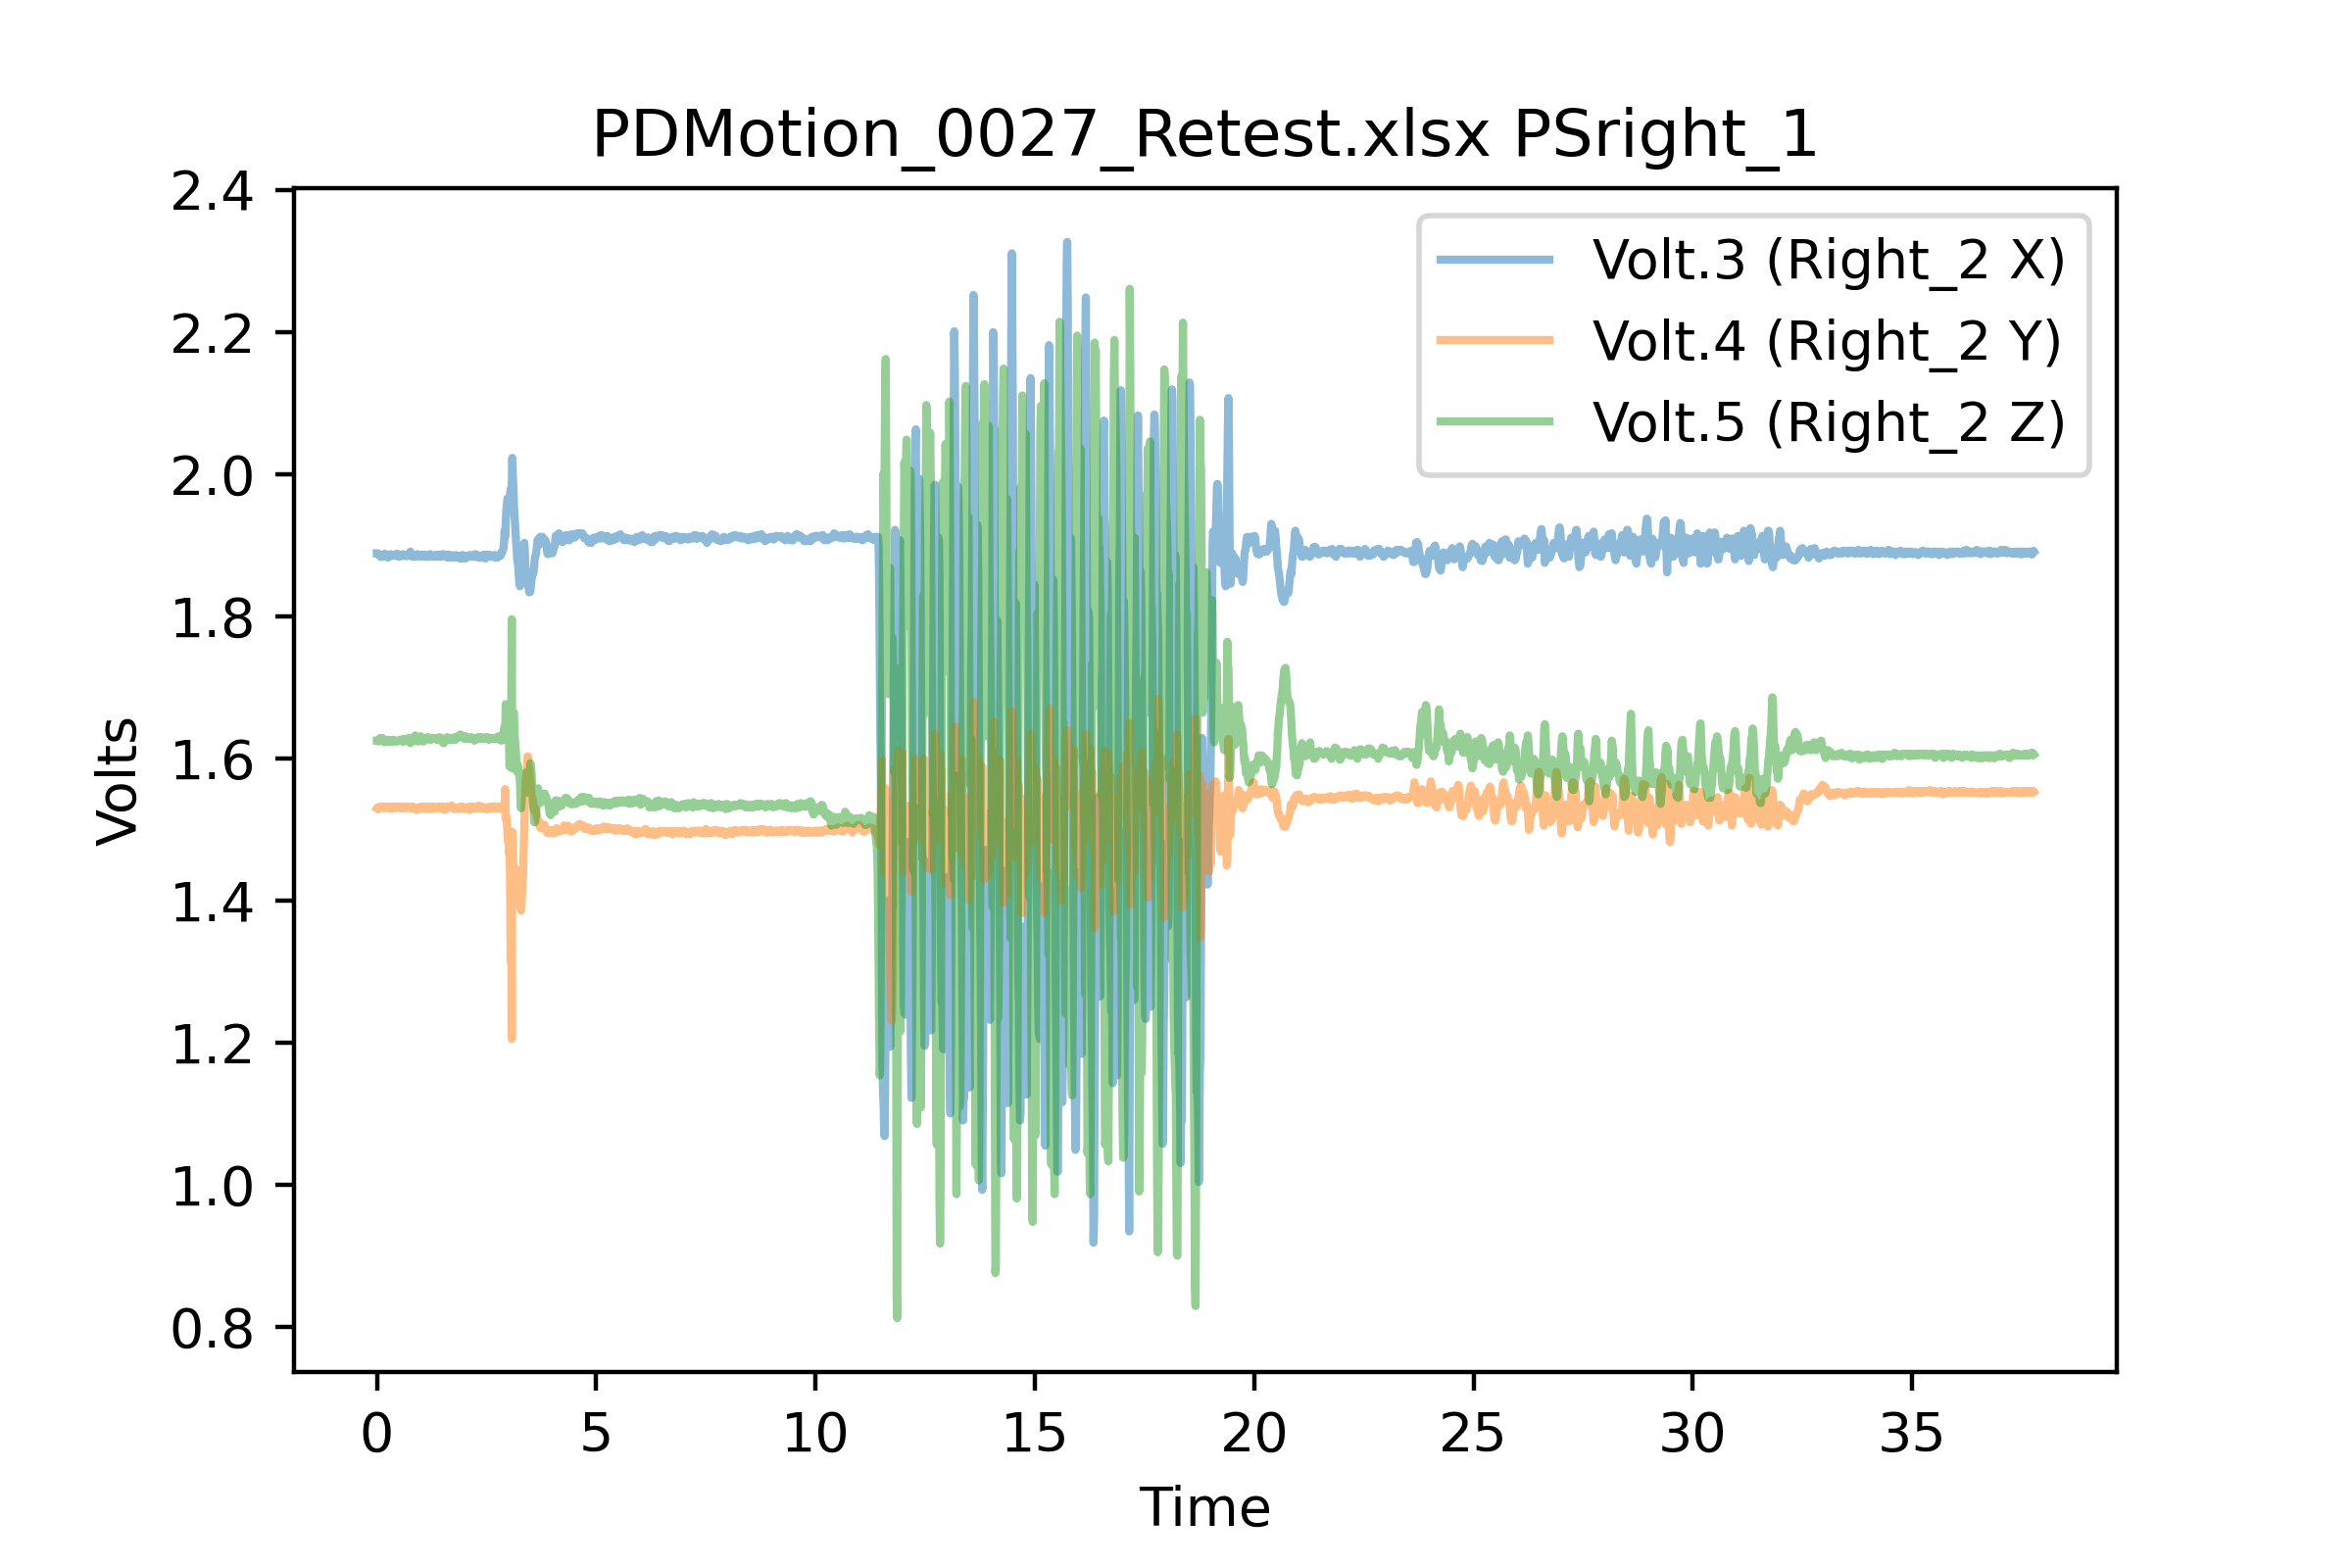 PDMotion_0027_Retest.xlsx PSright_1
2.4
2.2
2.0
1.8
1.6
1.4
1.2
1.0
0.8
Volts
Volt.3 (Right_2 X)
Volt.4 (Right_2 Y)
Volt.5 (Right_2 Z)
0 5 10 15 20 25 30 35
Time